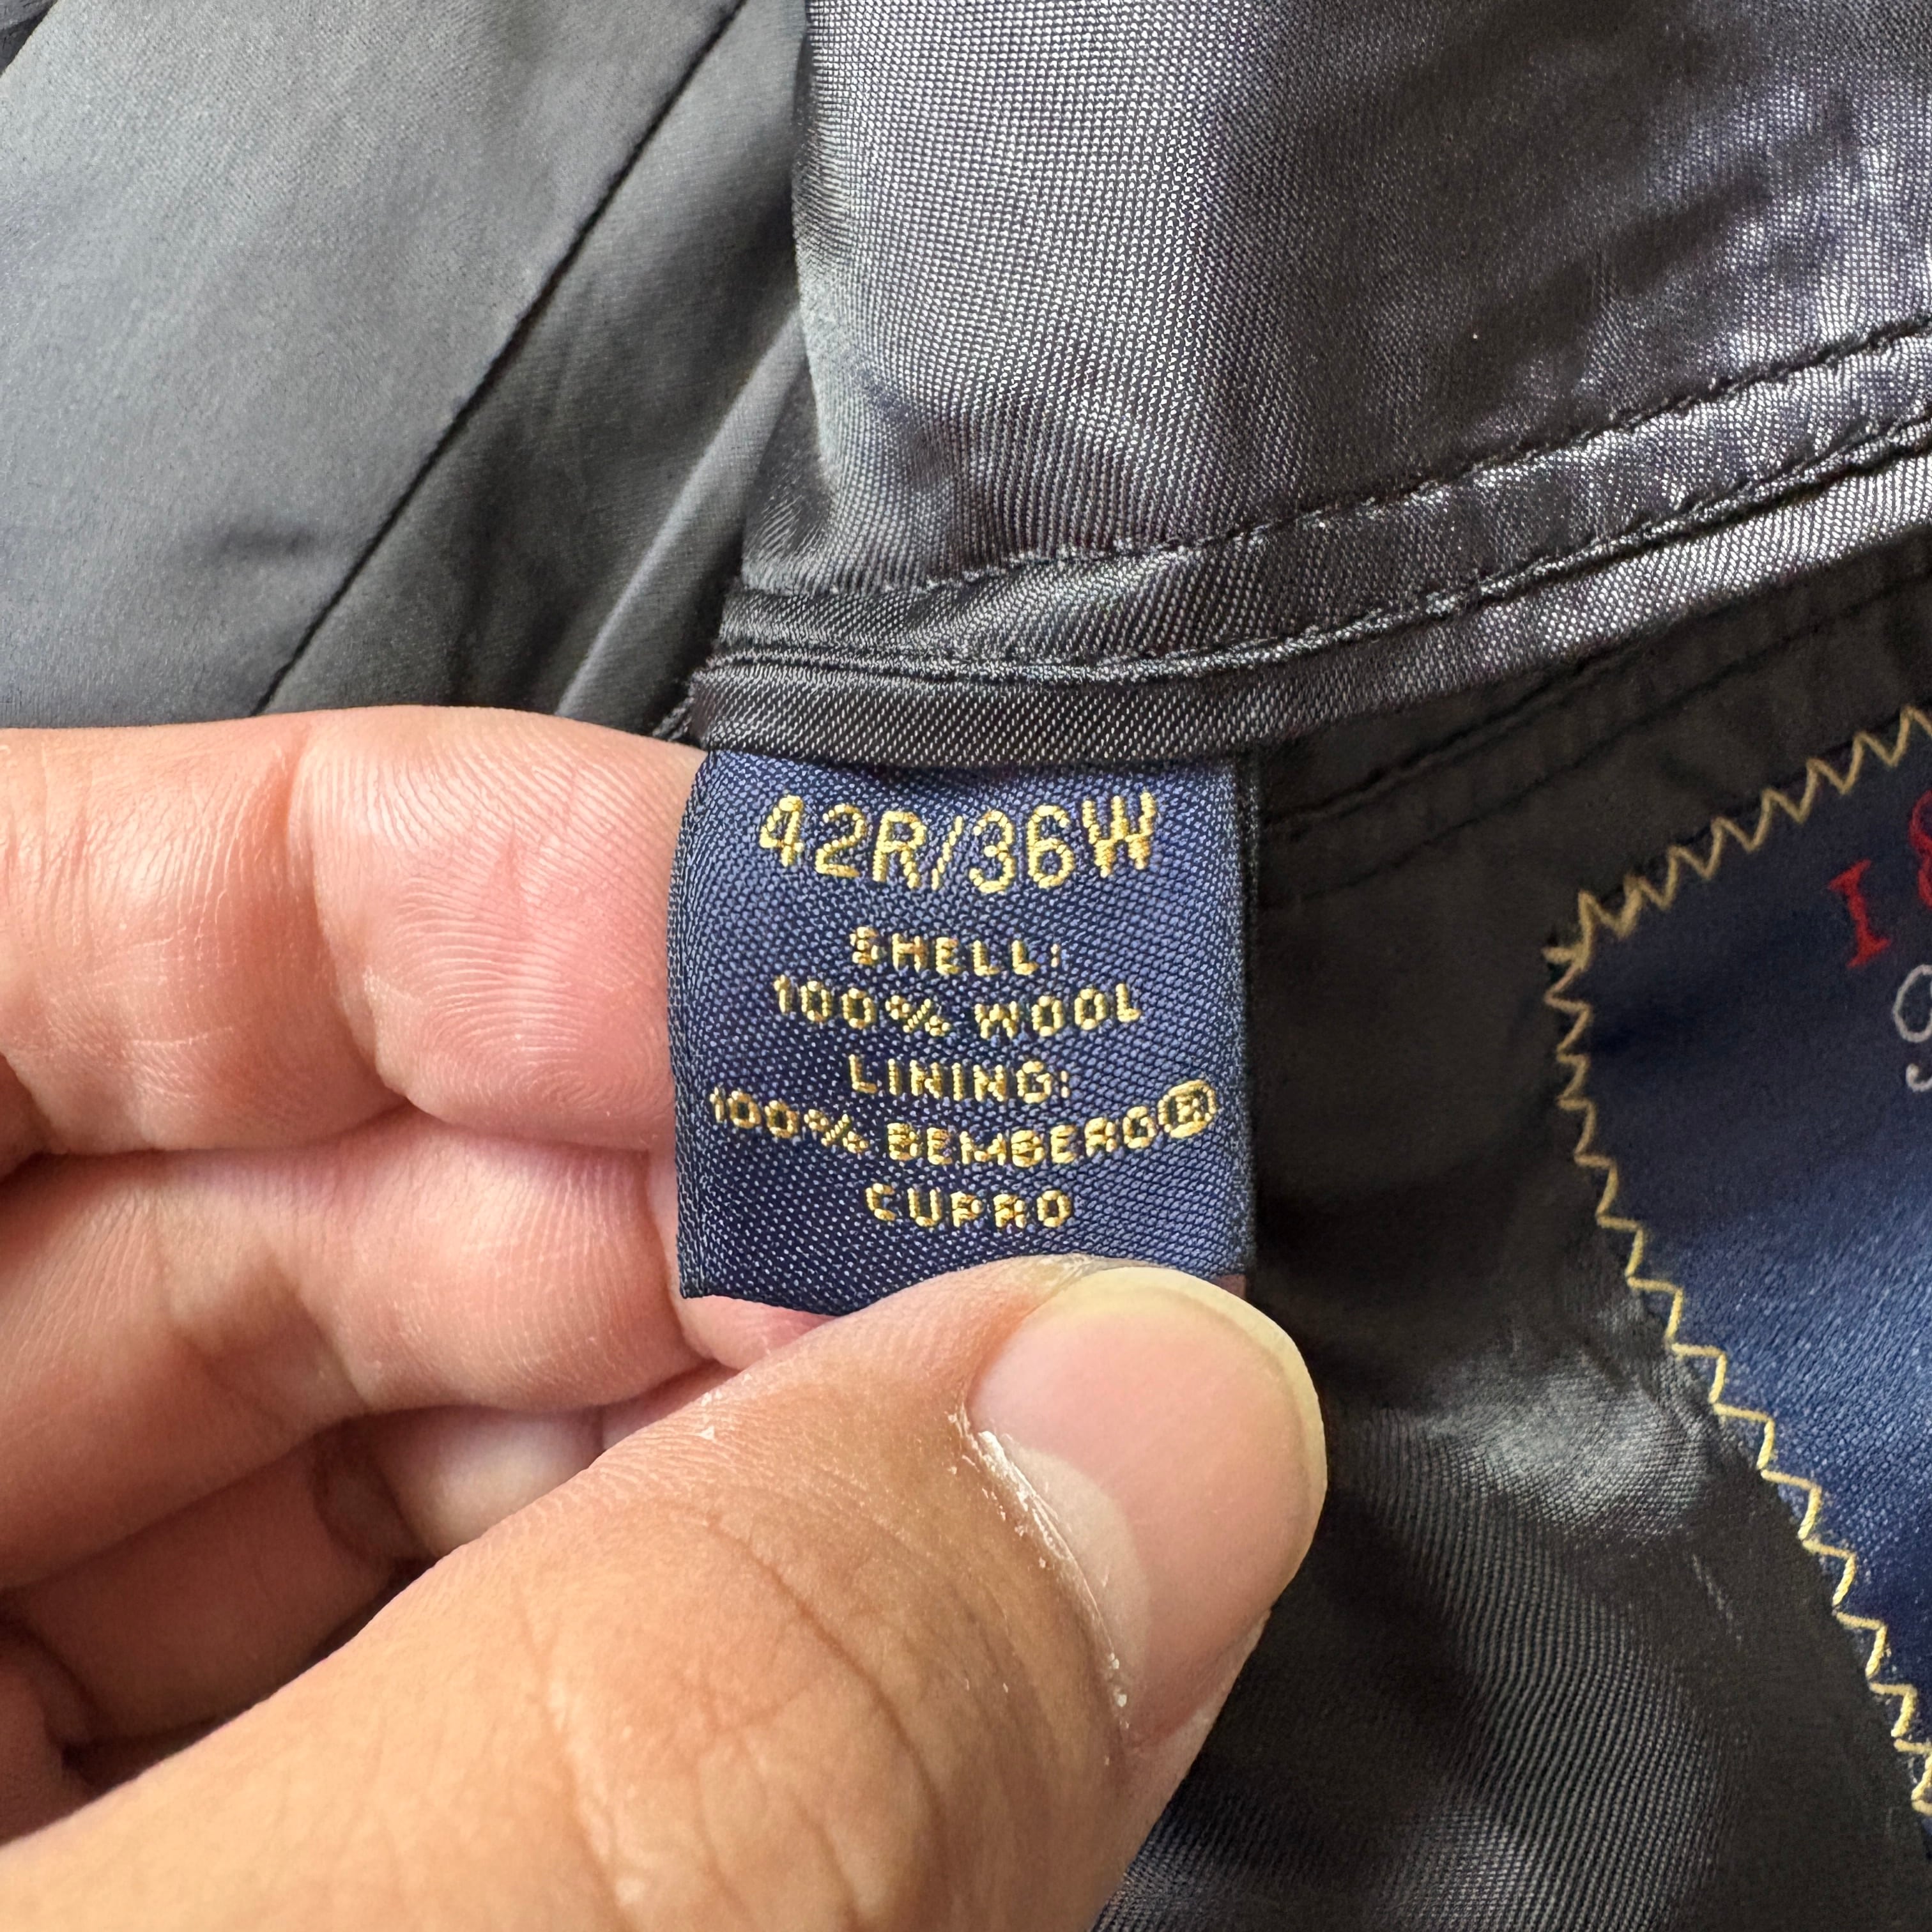 42R/36W
SHELL:
100% WOOL
LINING:
100% BEMBERG®
CUPRO